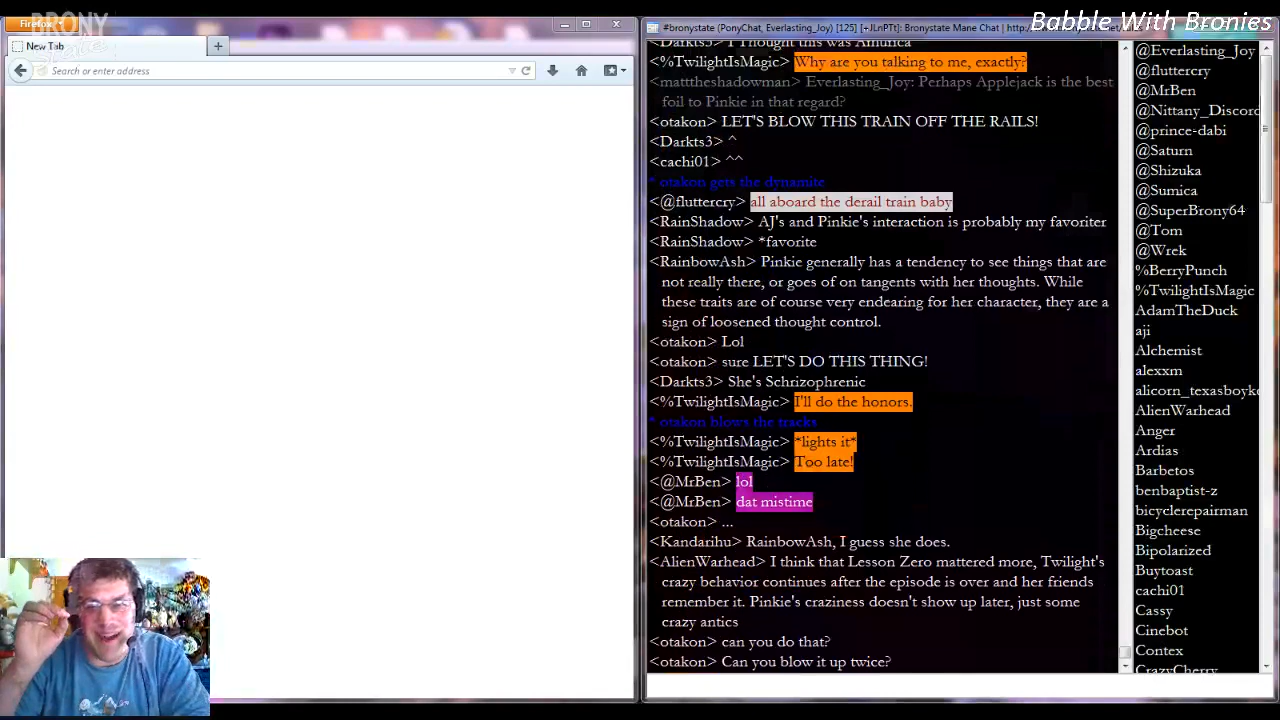 BRONY
Firefox
#bronystate (PonyChat, Everlasting_Joy) [125] [+JLnPTt]: Bronystate Mane Chat | http://
Babble With Bronies
New Tab
Search or enter address
<Darkts3> I Thought this was Amunca
<%TwilightIsMagic> Why are you talking to me, exactly?
<matttheshadowman> Everlasting_Joy: Perhaps Applejack is the best
foil to Pinkie in that regard?
<otakon> LET'S BLOW THIS TRAIN OFF THE RAILS!
<Darkts3> ^
<cachi01> ^^
* otakon gets the dynamite
<@fluttercry> all aboard the derail train baby
<RainShadow> AJ's and Pinkie's interaction is probably my favoriter
<RainShadow> *favorite
<RainbowAsh> Pinkie generally has a tendency to see things that are
not really there, or goes of on tangents with her thoughts. While
these traits are of course very endearing for her character, they are a
sign of loosened thought control.
<otakon> Lol
<otakon> sure LET'S DO THIS THING!
<Darkts3> She's Schrizophrenic
<%TwilightIsMagic> I'll do the honors.
* otakon blows the tracks
<%TwilightIsMagic> *lights it*
<%TwilightIsMagic> Too late!
<@MrBen> lol
<@MrBen> dat mistime
<otakon> ...
<Kandarihu> RainbowAsh, I guess she does.
<AlienWarhead> I think that Lesson Zero mattered more, Twilight's
crazy behavior continues after the episode is over and her friends
remember it. Pinkie's craziness doesn't show up later, just some
crazy antics
<otakon> can you do that?
<otakon> Can you blow it up twice?
@Everlasting_Joy
@fluttercry
@MrBen
@Nittany_Discord
@prince-dabi
@Saturn
@Shizuka
@Sumica
@SuperBrony64
@Tom
@Wrek
%BerryPunch
%TwilightIsMagic
AdamTheDuck
aji
Alchemist
alexxm
alicorn_texasboyke
AlienWarhead
Anger
Ardias
Barbetos
benbaptist-z
bicyclerepairman
Bigcheese
Bipolarized
Buytoast
cachi01
Cassy
Cinebot
Contex
CrazyCherry